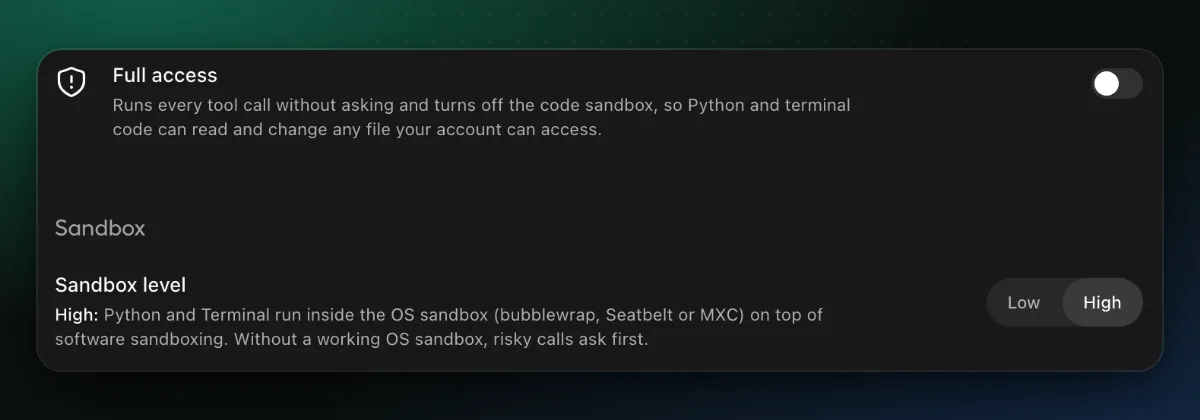 Full access
Runs every tool call without asking and turns off the code sandbox, so Python and terminal
code can read and change any file your account can access.
Sandbox
Sandbox level
High: Python and Terminal run inside the OS sandbox (bubblewrap, Seatbelt or MXC) on top of
software sandboxing. Without a working OS sandbox, risky calls ask first.
Low High